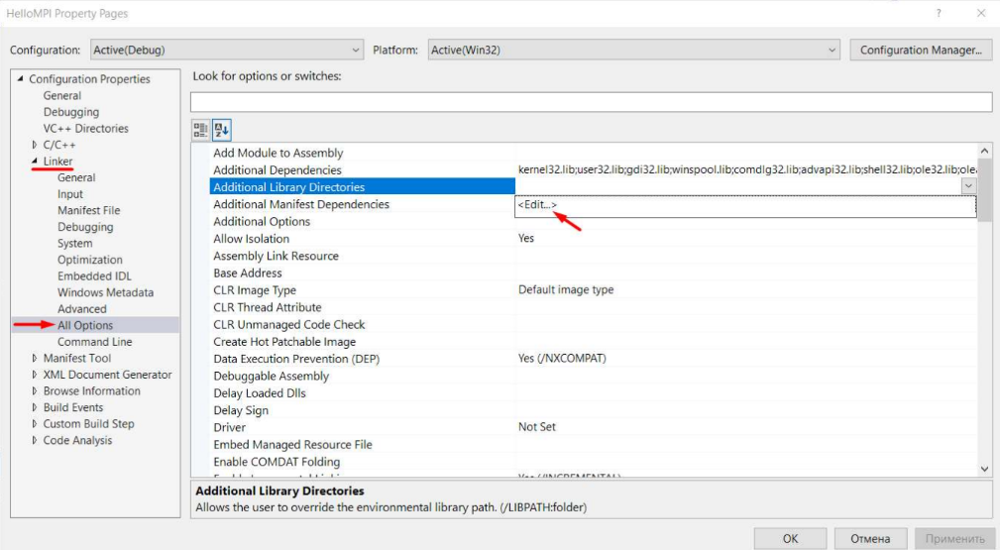 HelloMPI Property Pages
Configuration: Active(Debug) Platform: Active(Win32) Configuration Manager...
Configuration Properties
General
Debugging
VC++ Directories
C/C++
Linker
General
Input
Manifest File
Debugging
System
Optimization
Embedded IDL
Windows Metadata
Advanced
All Options
Command Line
Manifest Tool
XML Document Generator
Browse Information
Build Events
Custom Build Step
Code Analysis
Look for options or switches:
Add Module to Assembly
Additional Dependencies kernel32.lib;user32.lib;gdi32.lib;winspool.lib;comdlg32.lib;advapi32.lib;shell32.lib;ole32.lib;olea
Additional Library Directories
Additional Manifest Dependencies <Edit...>
Additional Options
Allow Isolation Yes
Assembly Link Resource
Base Address
CLR Image Type Default image type
CLR Thread Attribute
CLR Unmanaged Code Check
Create Hot Patchable Image
Data Execution Prevention (DEP) Yes (/NXCOMPAT)
Debuggable Assembly
Delay Loaded Dlls
Delay Sign
Driver Not Set
Embed Managed Resource File
Enable COMDAT Folding
Additional Library Directories
Allows the user to override the environmental library path. (/LIBPATH:folder)
OK Отмена Применить